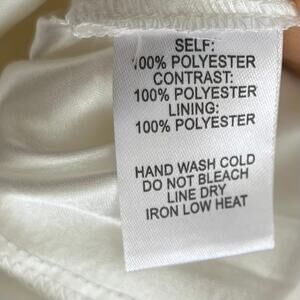 SELF:
100% POLYESTER
CONTRAST:
100% POLYESTER
LINING:
100% POLYESTER
HAND WASH COLD
DO NOT BLEACH
LINE DRY
IRON LOW HEAT